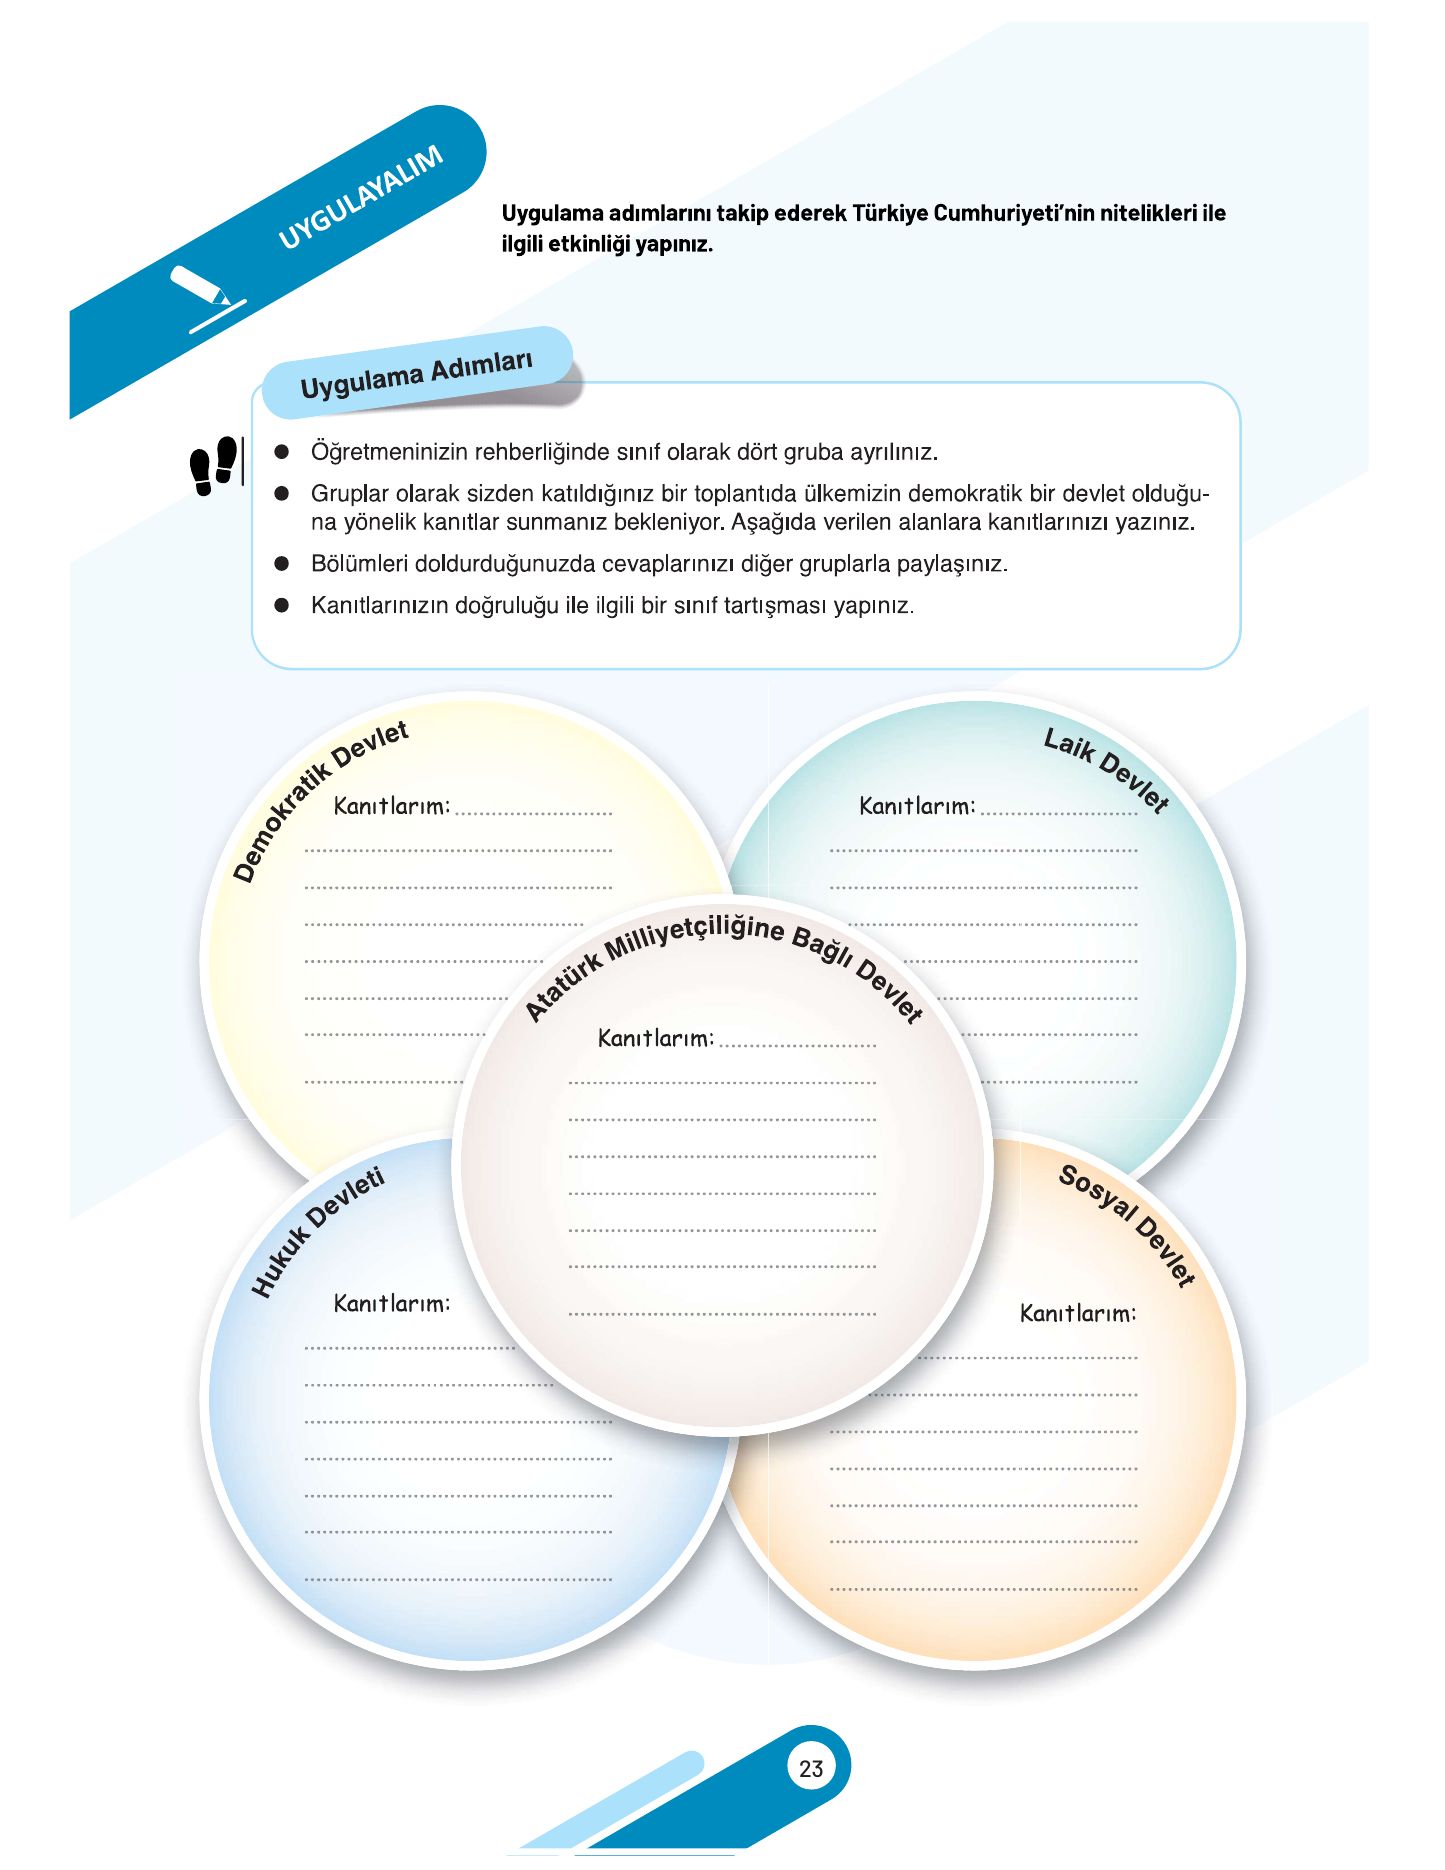 UYGULAYALIM
Uygulama adımlarını takip ederek Türkiye Cumhuriyeti’nin nitelikleri ile
ilgili etkinliği yapınız.
Uygulama Adımları
● Öğretmeninizin rehberliğinde sınıf olarak dört gruba ayrılınız.
● Gruplar olarak sizden katıldığınız bir toplantıda ülkemizin demokratik bir devlet olduğu-
na yönelik kanıtlar sunmanız bekleniyor. Aşağıda verilen alanlara kanıtlarınızı yazınız.
● Bölümleri doldurduğunuzda cevaplarınızı diğer gruplarla paylaşınız.
● Kanıtlarınızın doğruluğu ile ilgili bir sınıf tartışması yapınız.
Demokratik Devlet
Kanıtlarım:
Laik Devlet
Kanıtlarım:
Atatürk Milliyetçiliğine Bağlı Devlet
Kanıtlarım:
Hukuk Devleti
Kanıtlarım:
Sosyal Devlet
Kanıtlarım:
23